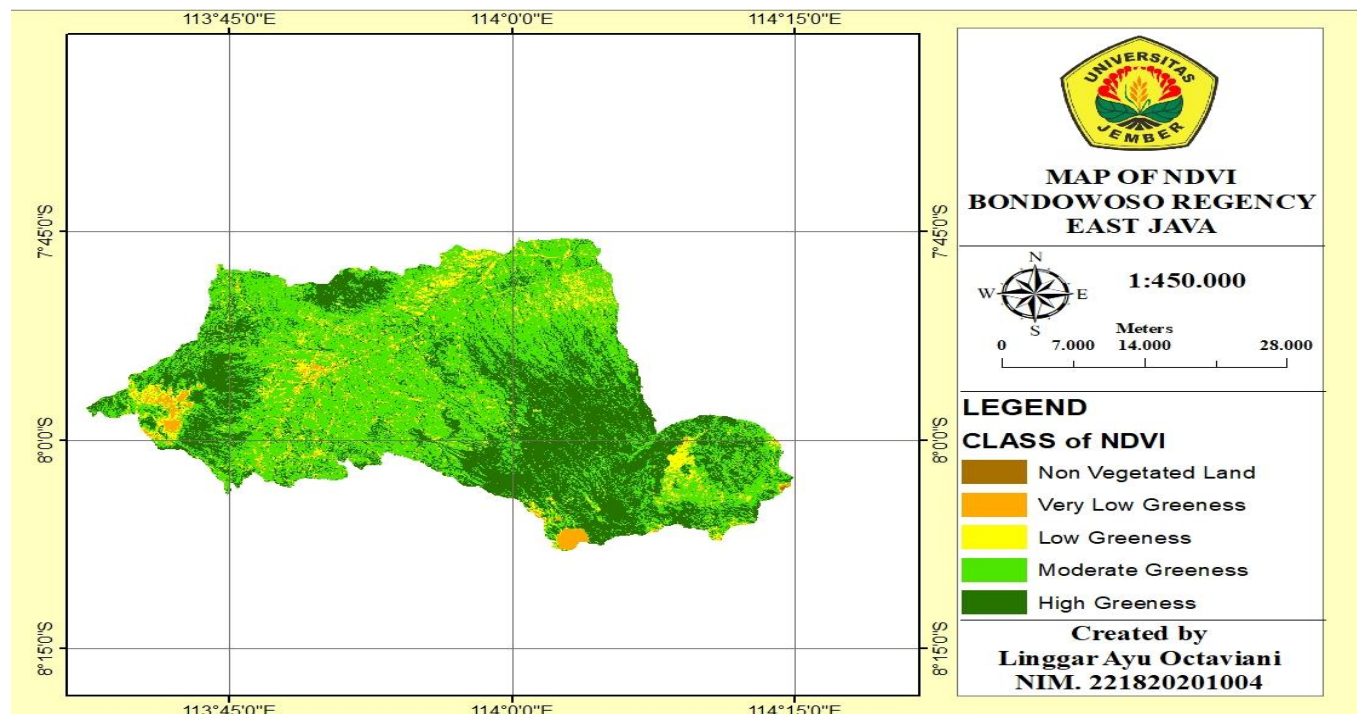 113°45'0"E
114°0'0"E
114°15'0"E
7°45'0"S
7°45'0"S
8°0'0"S
8°0'0"S
8°15'0"S
8°15'0"S
113°45'0"E
114°0'0"E
114°15'0"E
UNIVERSITAS
JEMBER
MAP OF NDVI
BONDOWOSO REGENCY
EAST JAVA
N
W
E
S
1:450.000
Meters
0 7.000 14.000 28.000
LEGEND
CLASS of NDVI
Non Vegetated Land
Very Low Greeness
Low Greeness
Moderate Greeness
High Greeness
Created by
Linggar Ayu Octaviani
NIM. 221820201004